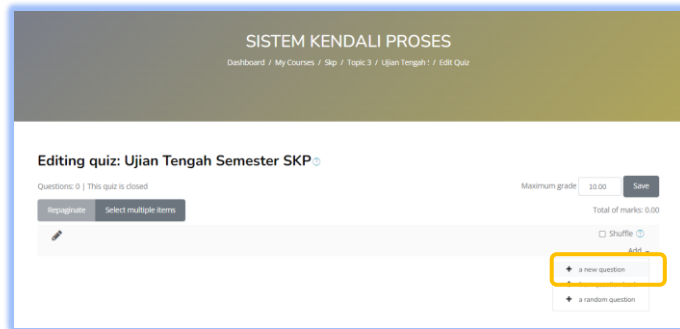 SISTEM KENDALI PROSES
Dashboard / My Courses / Skp / Topic 3 / Ujian Tengah ! / Edit Quiz
Editing quiz: Ujian Tengah Semester SKP
Questions: 0 | This quiz is closed
Maximum grade 10.00 Save
Repaginate Select multiple items
Total of marks: 0.00
Shuffle
Add
+ a new question
+ a random question